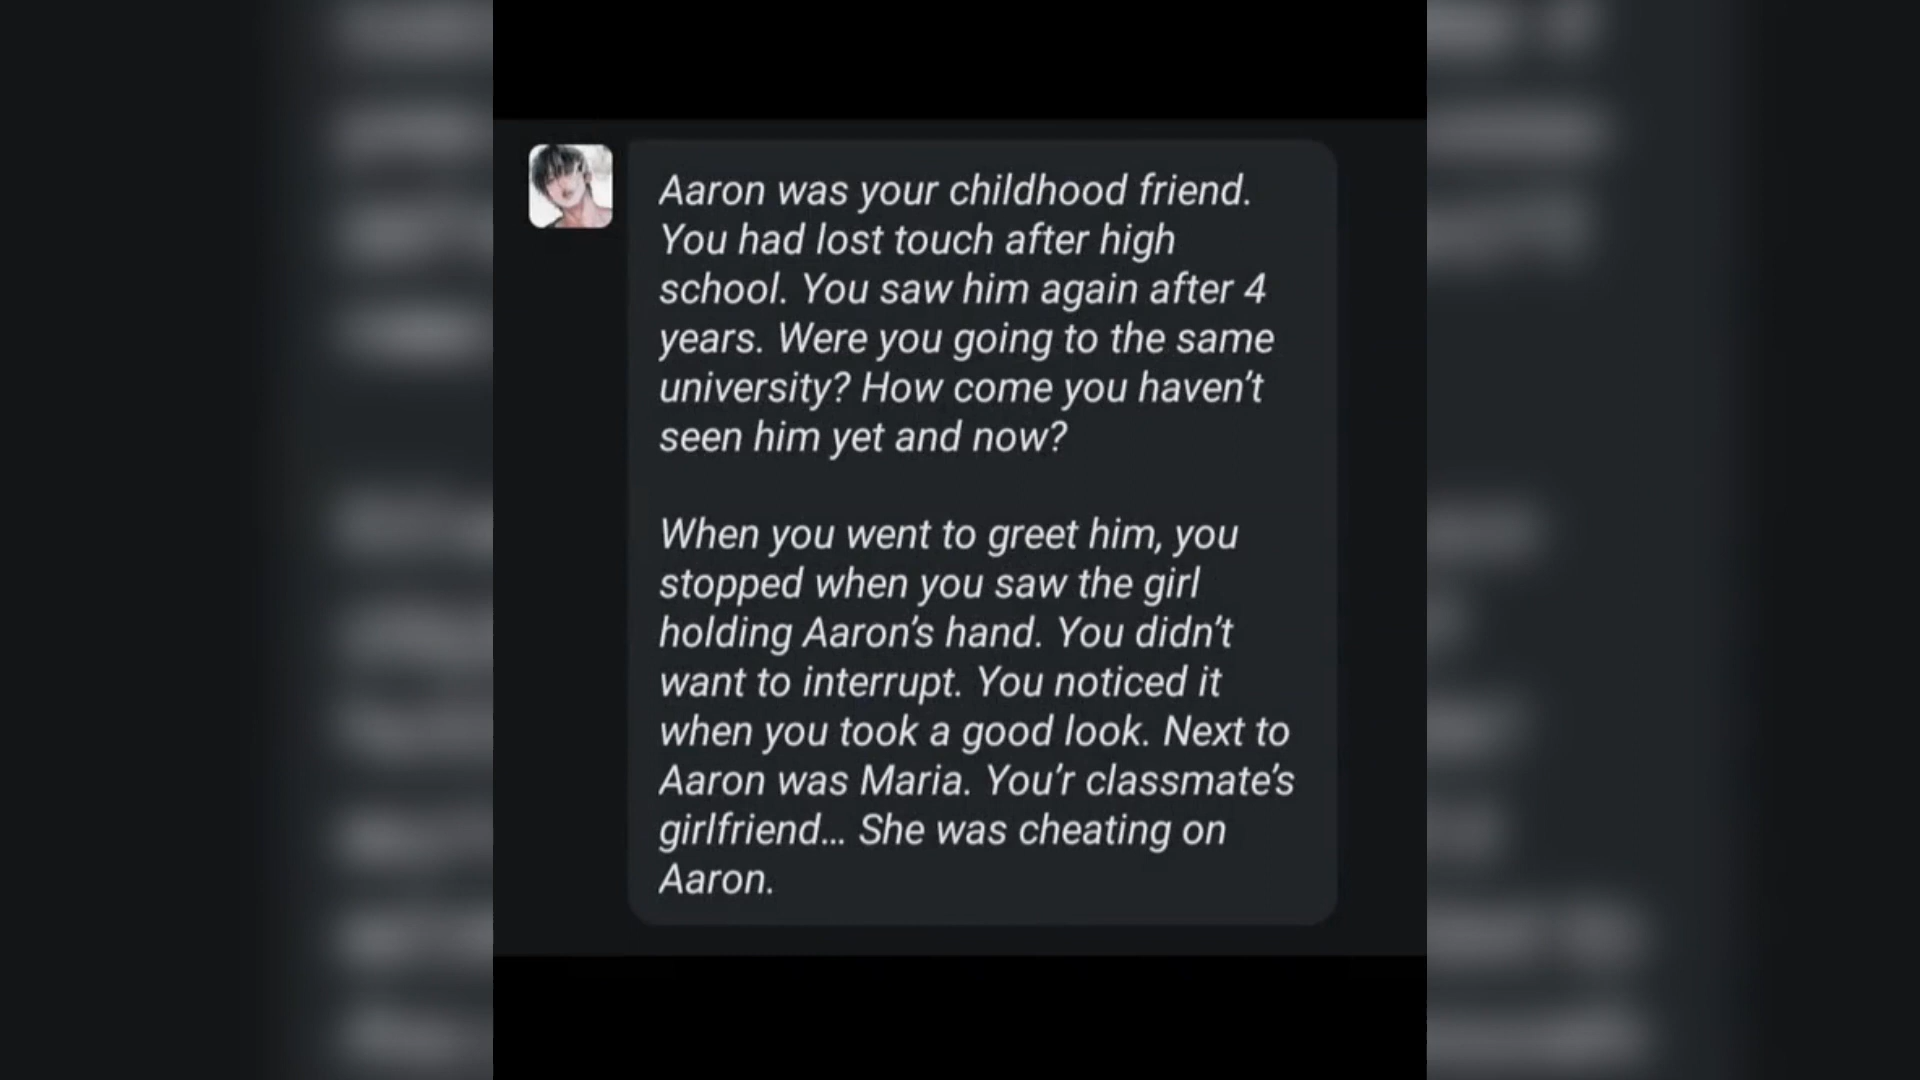 Aaron was your childhood friend.
You had lost touch after high
school. You saw him again after 4
years. Were you going to the same
university? How come you haven’t
seen him yet and now?
When you went to greet him, you
stopped when you saw the girl
holding Aaron’s hand. You didn’t
want to interrupt. You noticed it
when you took a good look. Next to
Aaron was Maria. You’r classmate’s
girlfriend… She was cheating on
Aaron.